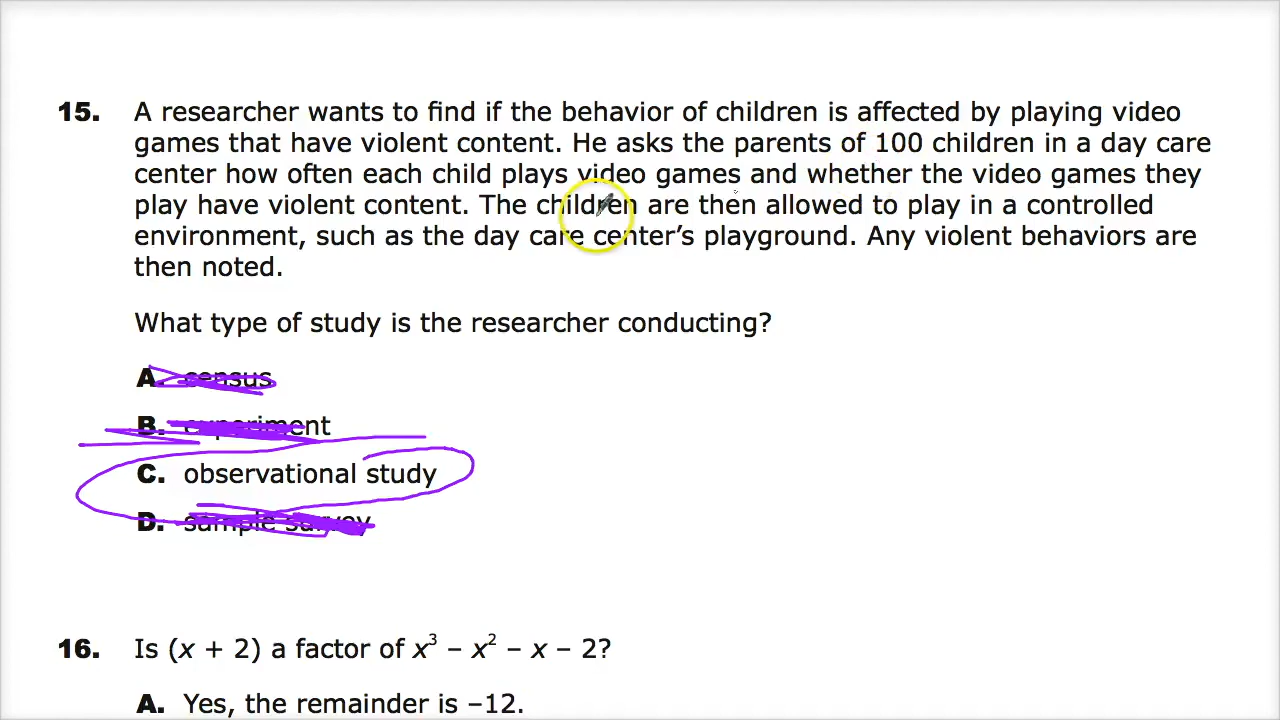 15. A researcher wants to find if the behavior of children is affected by playing video
games that have violent content. He asks the parents of 100 children in a day care
center how often each child plays video games and whether the video games they
play have violent content. The children are then allowed to play in a controlled
environment, such as the day care center’s playground. Any violent behaviors are
then noted.
What type of study is the researcher conducting?
A. census
B. experiment
C. observational study
D. sample survey
16. Is (x + 2) a factor of x³ – x² – x – 2?
A. Yes, the remainder is –12.